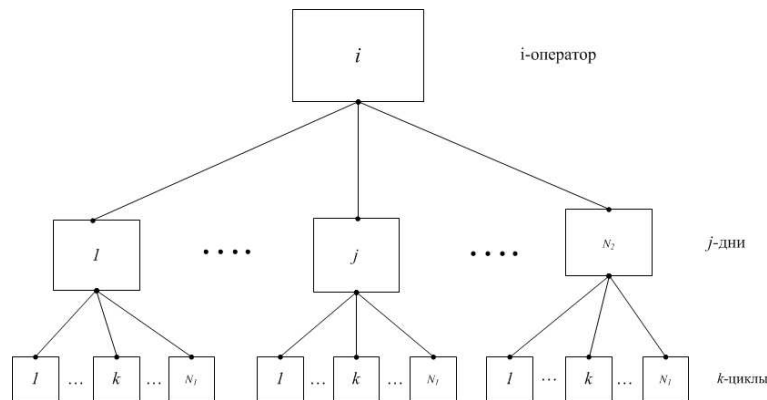 i i-оператор
1 .... j .... N₂ j-дни
1 ... k ... N₁ 1 ... k ... N₁ 1 ... k ... N₁ k-циклы